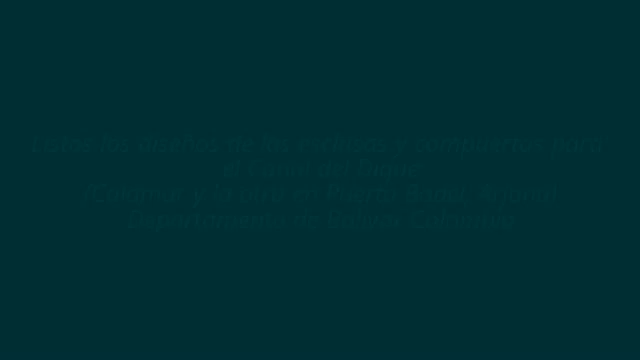 Listos los diseños de las esclusas y compuertas para
el Canal del Dique
(Calamar y la otra en Puerto Badel, Arjona)
Departamento de Bolívar Colombia